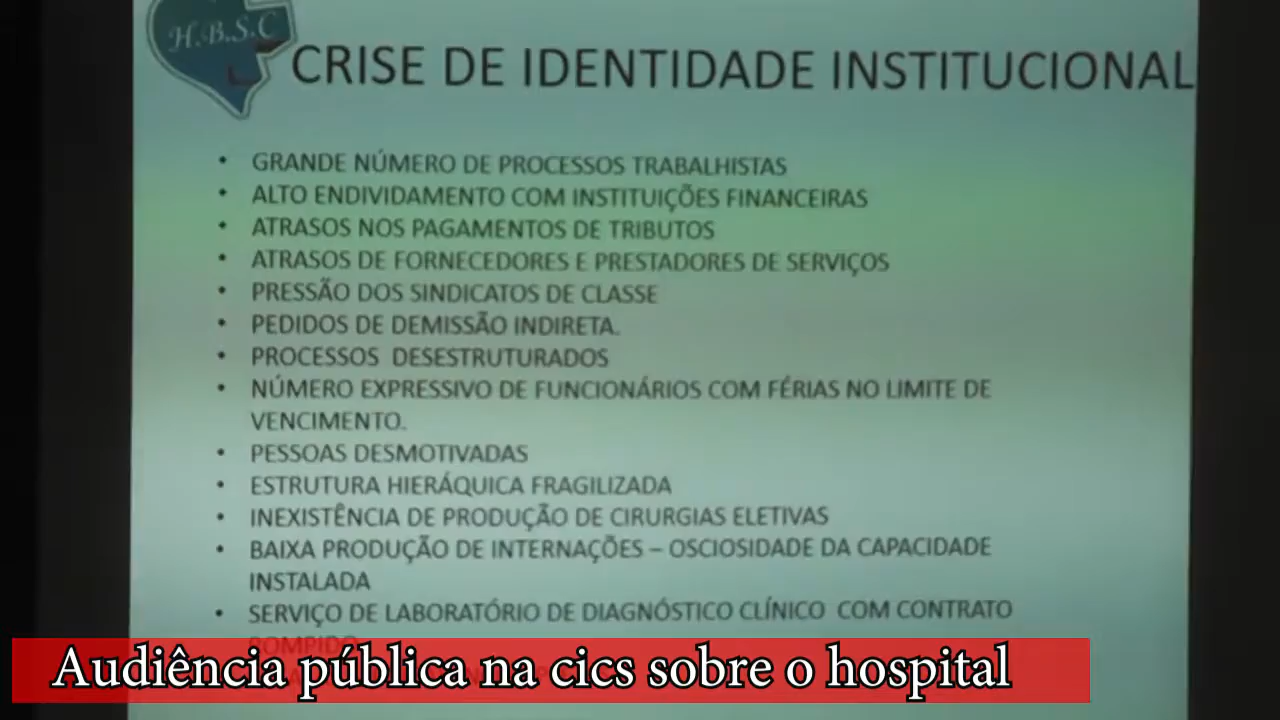 H.B.S.C
CRISE DE IDENTIDADE INSTITUCIONAL
• GRANDE NÚMERO DE PROCESSOS TRABALHISTAS
• ALTO ENDIVIDAMENTO COM INSTITUIÇÕES FINANCEIRAS
• ATRASOS NOS PAGAMENTOS DE TRIBUTOS
• ATRASOS DE FORNECEDORES E PRESTADORES DE SERVIÇOS
• PRESSÃO DOS SINDICATOS DE CLASSE
• PEDIDOS DE DEMISSÃO INDIRETA.
• PROCESSOS DESESTRUTURADOS
• NÚMERO EXPRESSIVO DE FUNCIONÁRIOS COM FÉRIAS NO LIMITE DE
VENCIMENTO.
• PESSOAS DESMOTIVADAS
• ESTRUTURA HIERÁQUICA FRAGILIZADA
• INEXISTÊNCIA DE PRODUÇÃO DE CIRURGIAS ELETIVAS
• BAIXA PRODUÇÃO DE INTERNAÇÕES – OSCIOSIDADE DA CAPACIDADE
INSTALADA
• SERVIÇO DE LABORATÓRIO DE DIAGNÓSTICO CLÍNICO COM CONTRATO
ROMPIDO
Audiência pública na cics sobre o hospital